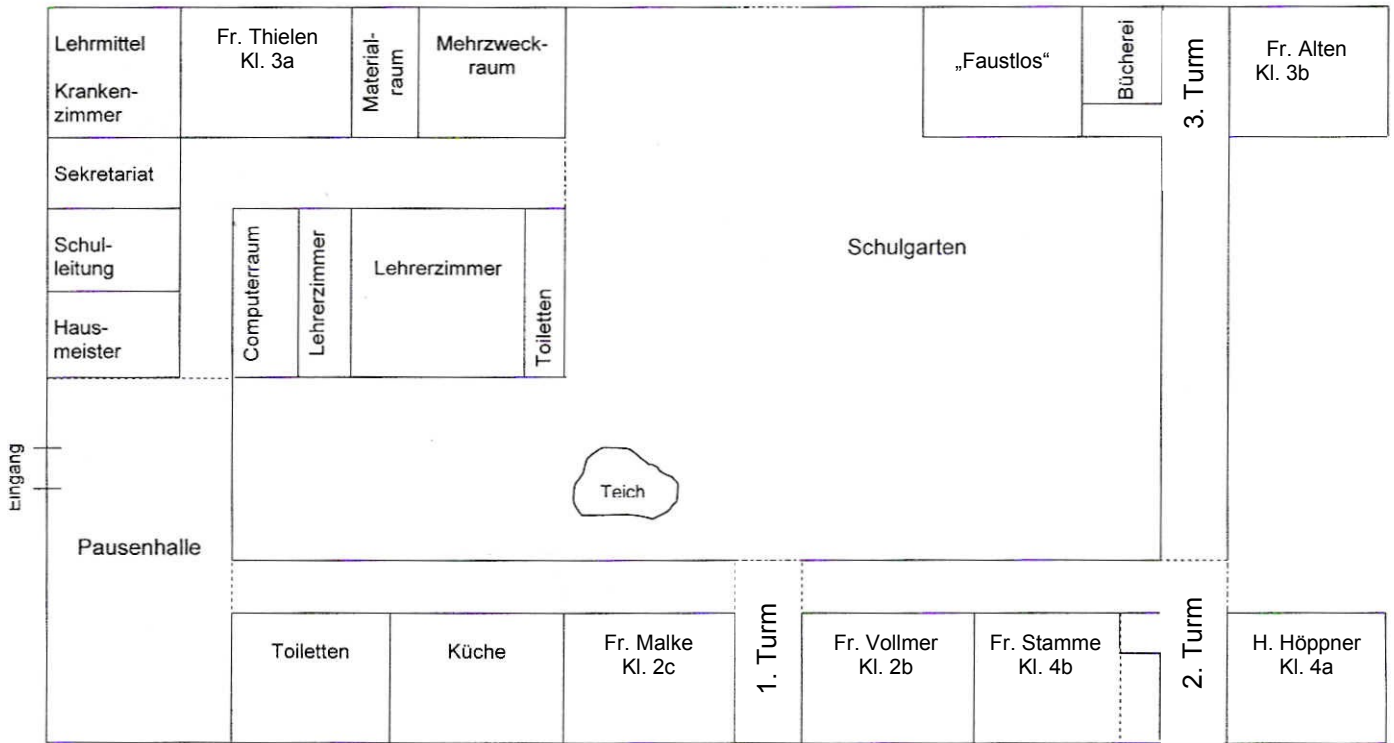 Lehrmittel
Kranken-
zimmer
Fr. Thielen
Kl. 3a
Material-
raum
Mehrzweck-
raum
„Faustlos“
Bücherei
3. Turm
Fr. Alten
Kl. 3b
Sekretariat
Schul-
leitung
Haus-
meister
Computerraum
Lehrerzimmer
Lehrerzimmer
Toiletten
Schulgarten
Eingang
Teich
Pausenhalle
Toiletten
Küche
Fr. Malke
Kl. 2c
1. Turm
Fr. Vollmer
Kl. 2b
Fr. Stamme
Kl. 4b
2. Turm
H. Höppner
Kl. 4a